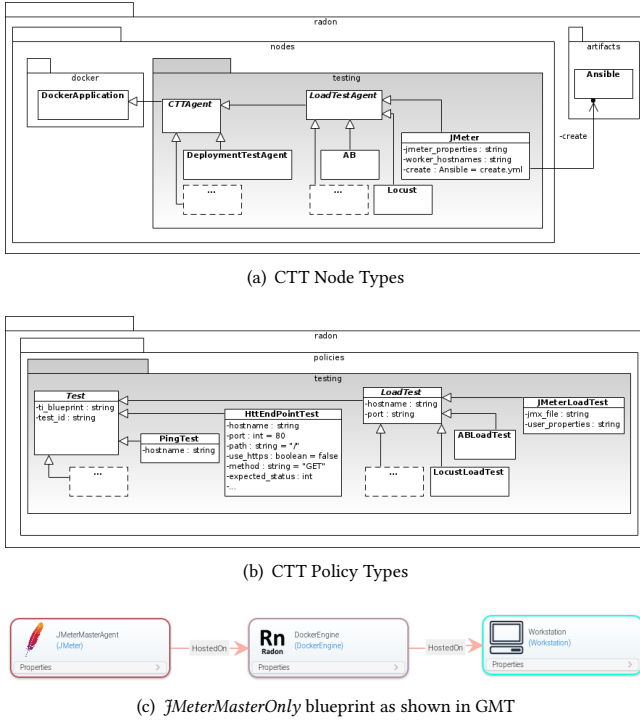 radon
nodes
artifacts
docker
testing
Ansible
DockerApplication
CTTAgent
LoadTestAgent
-create
JMeter
-jmeter_properties : string
-worker_hostnames : string
-create : Ansible = create.yml
DeploymentTestAgent
AB
...
...
Locust
(a) CTT Node Types
radon
policies
testing
Test
-ti_blueprint : string
-test_id : string
LoadTest
-hostname : string
-port : string
JMeterLoadTest
-jmx_file : string
-user_properties : string
HttEndPointTest
-hostname : string
-port : int = 80
-path : string = "/"
-use_https : boolean = false
-method : string = "GET"
-expected_status : int
-...
PingTest
-hostname : string
ABLoadTest
...
...
LocustLoadTest
(b) CTT Policy Types
JMeterMasterAgent
(JMeter)
Properties
HostedOn
Rn
Radon
DockerEngine
(DockerEngine)
Properties
HostedOn
Workstation
(Workstation)
Properties
(c) JMeterMasterOnly blueprint as shown in GMT